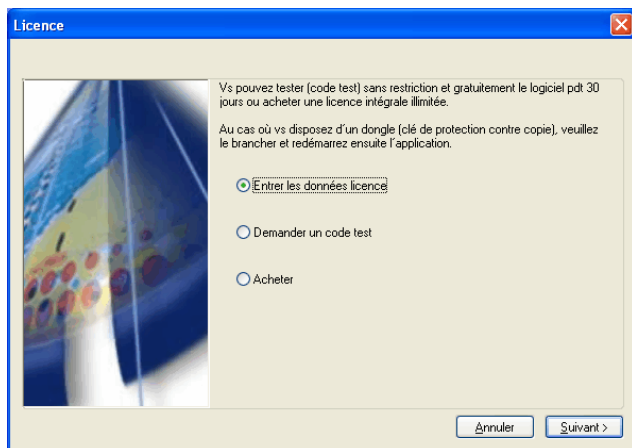 Licence
Vs pouvez tester (code test) sans restriction et gratuitement le logiciel pdt 30
jours ou acheter une licence intégrale illimitée.
Au cas où vs disposez d´un dongle (clé de protection contre copie), veuillez
le brancher et redémarrez ensuite l´application.
Entrer les données licence
Demander un code test
Acheter
Annuler
Suivant >